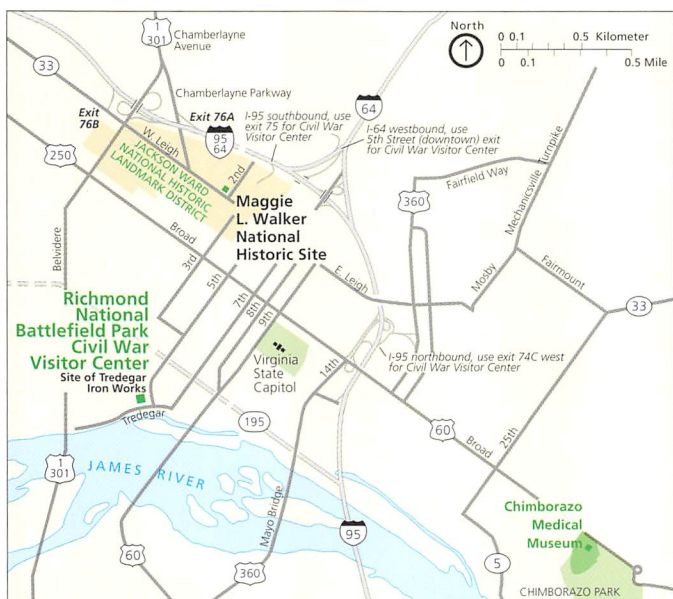 1
301
Chamberlayne
Avenue
North
0 0.1 0.5 Kilometer
0 0.1 0.5 Mile
33
Chamberlayne Parkway
64
Exit
76B
Exit 76A
95
64
I-95 southbound, use
exit 75 for Civil War
Visitor Center
I-64 westbound, use
5th Street (downtown) exit
for Civil War Visitor Center
W. Leigh
JACKSON WARD
NATIONAL HISTORIC
LANDMARK DISTRICT
2nd
250
Maggie
L. Walker
National
Historic Site
360
Fairfield Way
Mechanicsville Turnpike
Belvidere
Broad
3rd
5th
7th
8th
9th
E. Leigh
Mosby
Fairmount
33
Richmond
National
Battlefield Park
Civil War
Visitor Center
Site of Tredegar
Iron Works
Virginia
State
Capitol
14th
I-95 northbound, use exit 74C west
for Civil War Visitor Center
Tredegar
195
60
Broad
25th
1
301
JAMES RIVER
60
Mayo Bridge
360
95
5
Chimborazo
Medical
Museum
CHIMBORAZO PARK